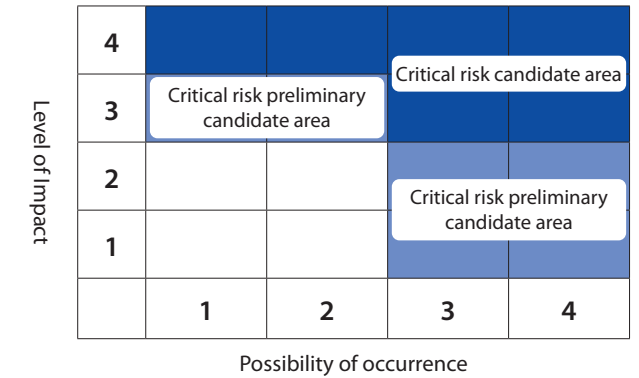 Level of Impact
4
Critical risk candidate area
3
Critical risk preliminary
candidate area
2
Critical risk preliminary
candidate area
1
1 2 3 4
Possibility of occurrence